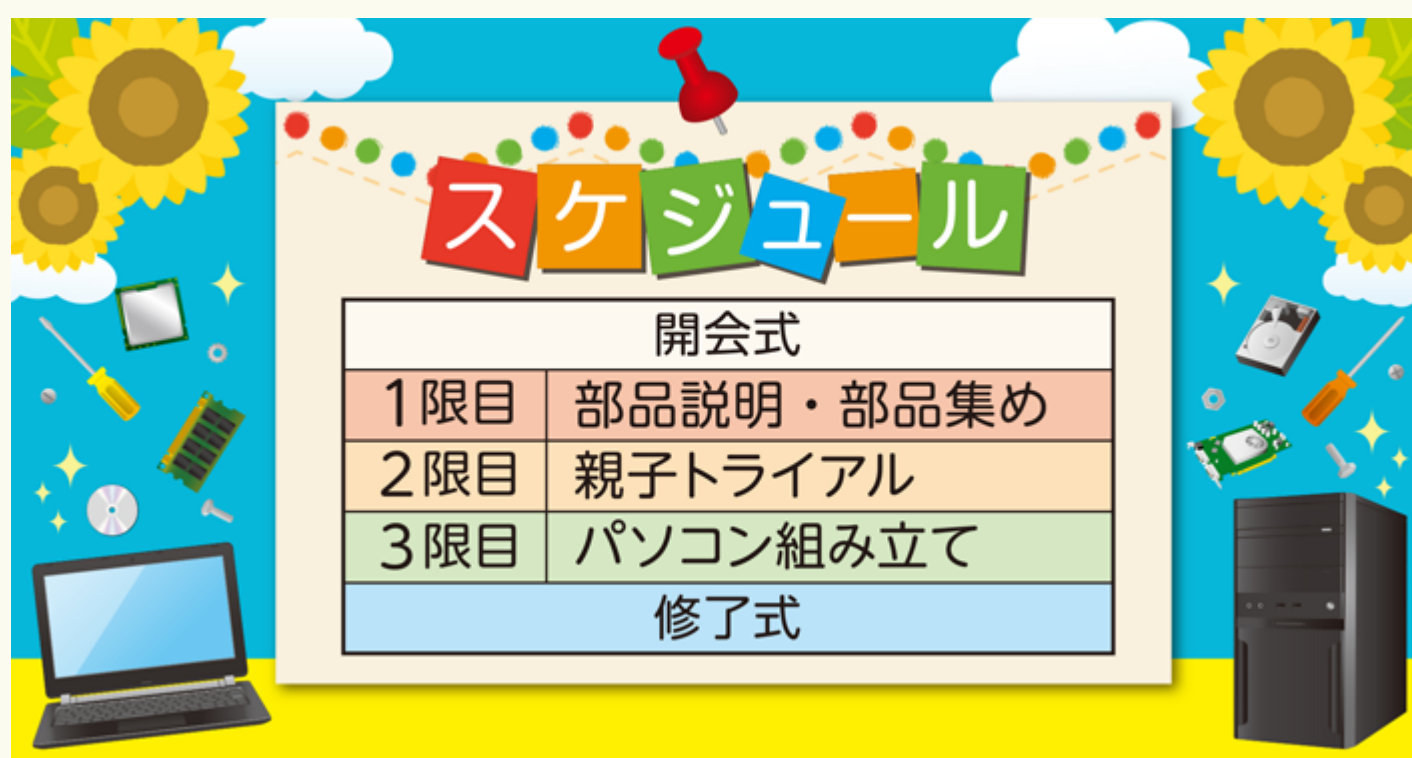 スケジュール
開会式
1限目 部品説明・部品集め
2限目 親子トライアル
3限目 パソコン組み立て
修了式